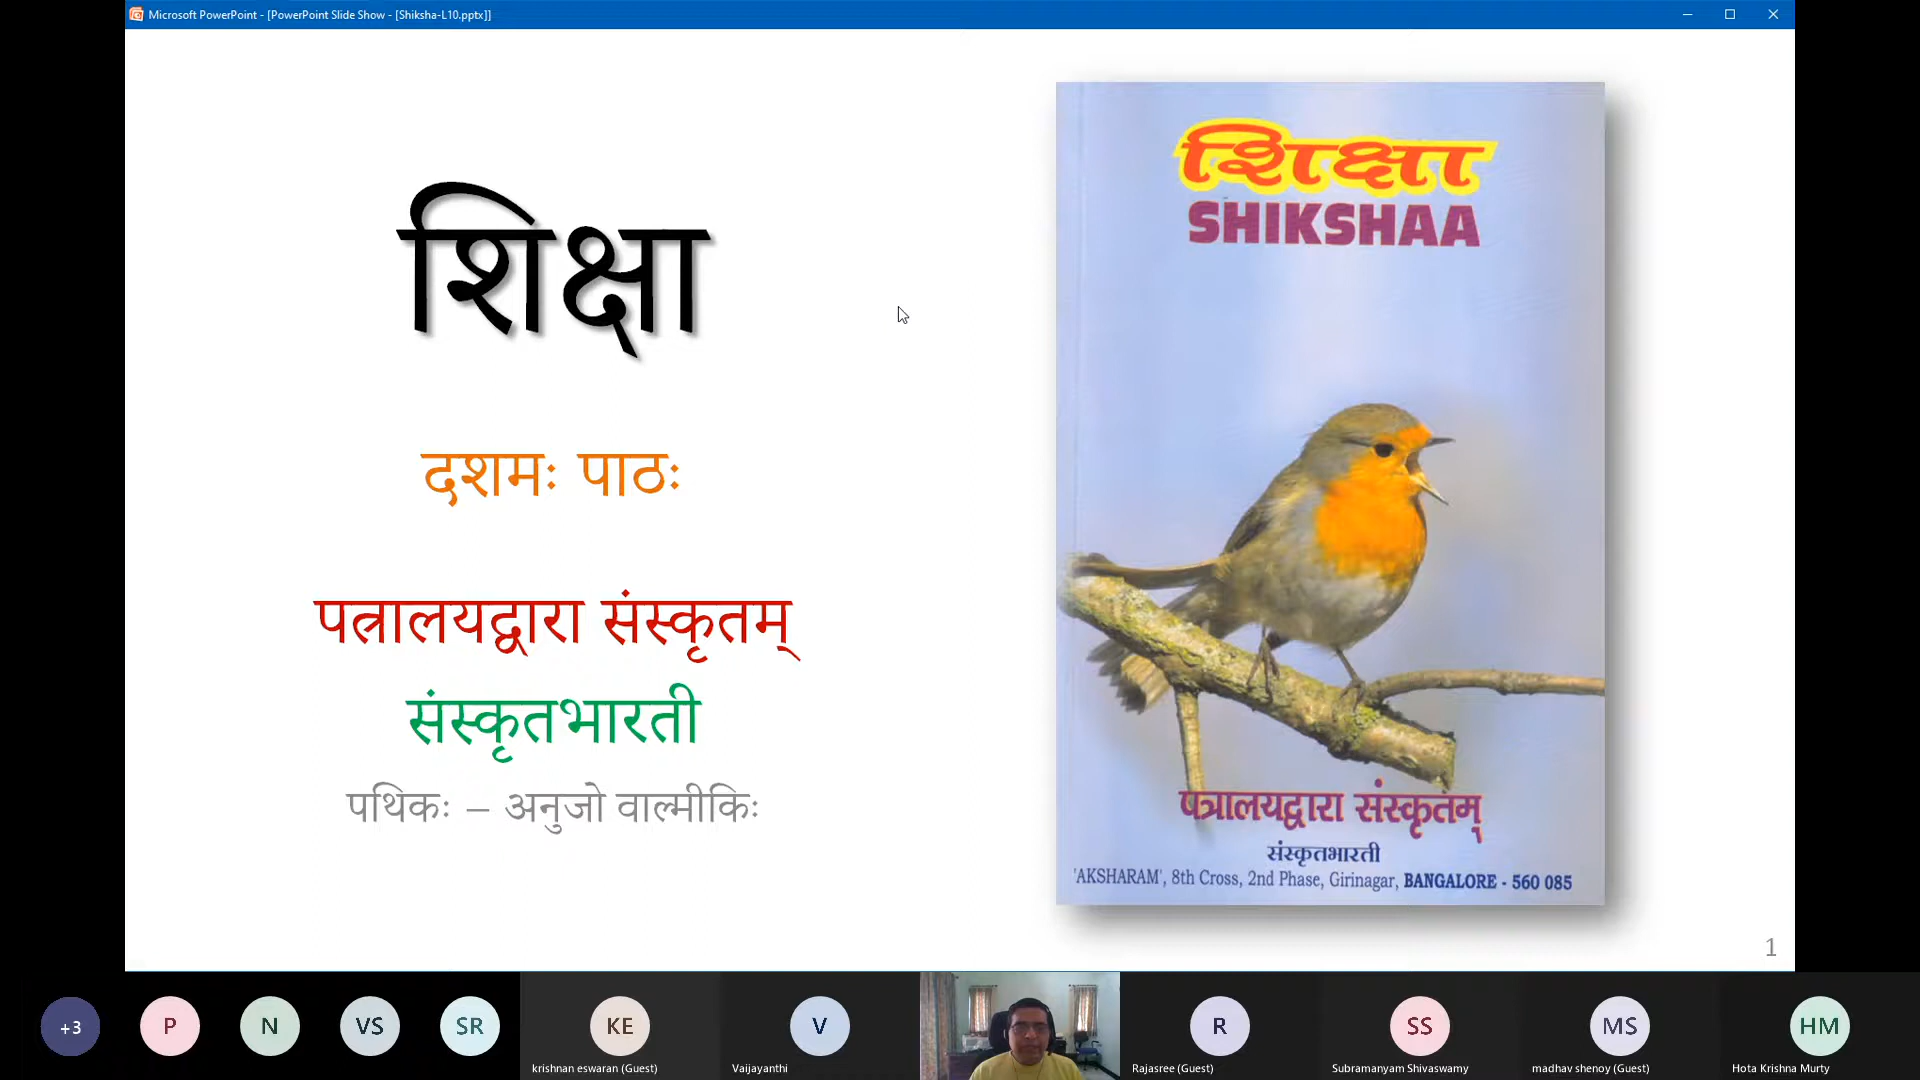 Microsoft PowerPoint - [PowerPoint Slide Show - [Shiksha-L10.pptx]]
शिक्षा
दशमः पाठः
पत्रालयद्वारा संस्कृतम्
संस्कृतभारती
पथिकः – अनुजो वाल्मीकिः
शिक्षा
SHIKSHAA
पत्रालयद्वारा संस्कृतम्
संस्कृतभारती
'AKSHARAM', 8th Cross, 2nd Phase, Girinagar, BANGALORE - 560 085
1
+3
P
N
VS
SR
KE
krishnan eswaran (Guest)
V
Vaijayanthi
R
Rajasree (Guest)
SS
Subramanyam Shivaswamy
MS
madhav shenoy (Guest)
HM
Hota Krishna Murty